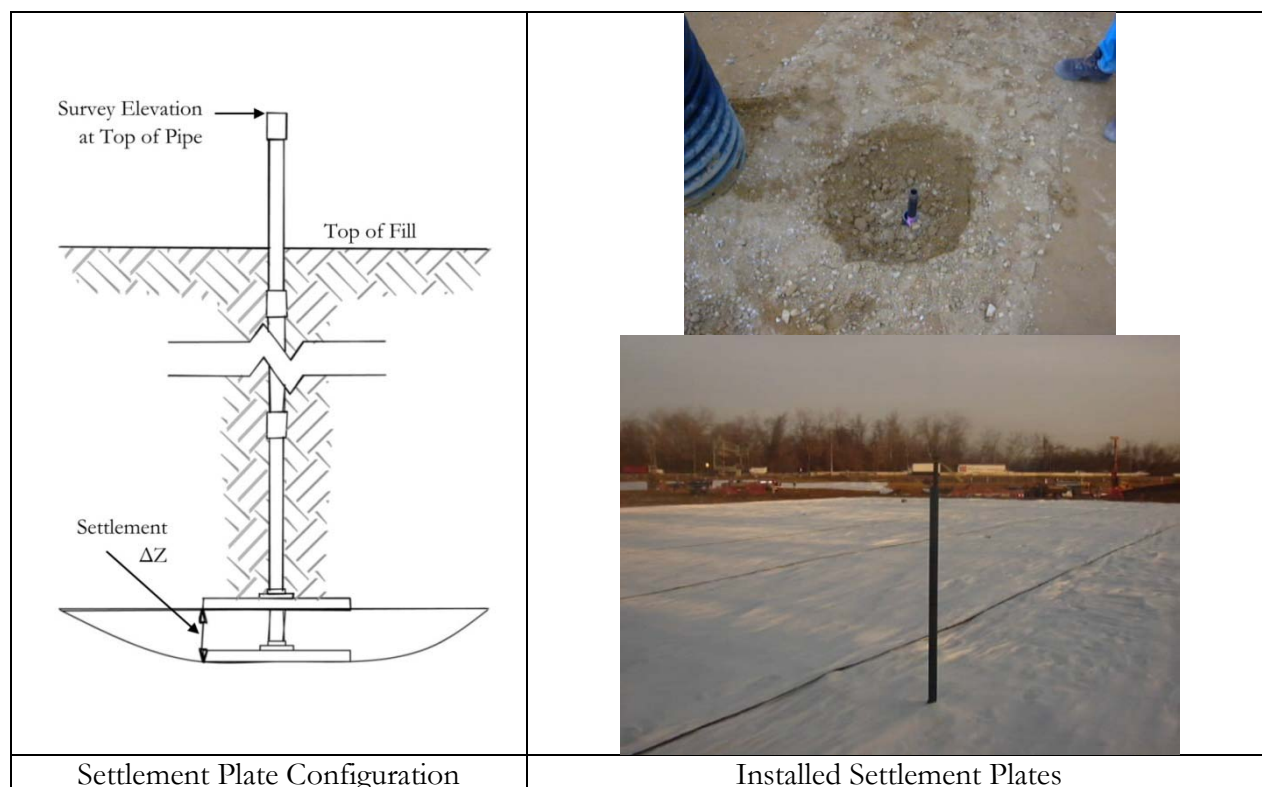 Survey Elevation
at Top of Pipe
Top of Fill
Settlement
ΔZ
Settlement Plate Configuration
Installed Settlement Plates